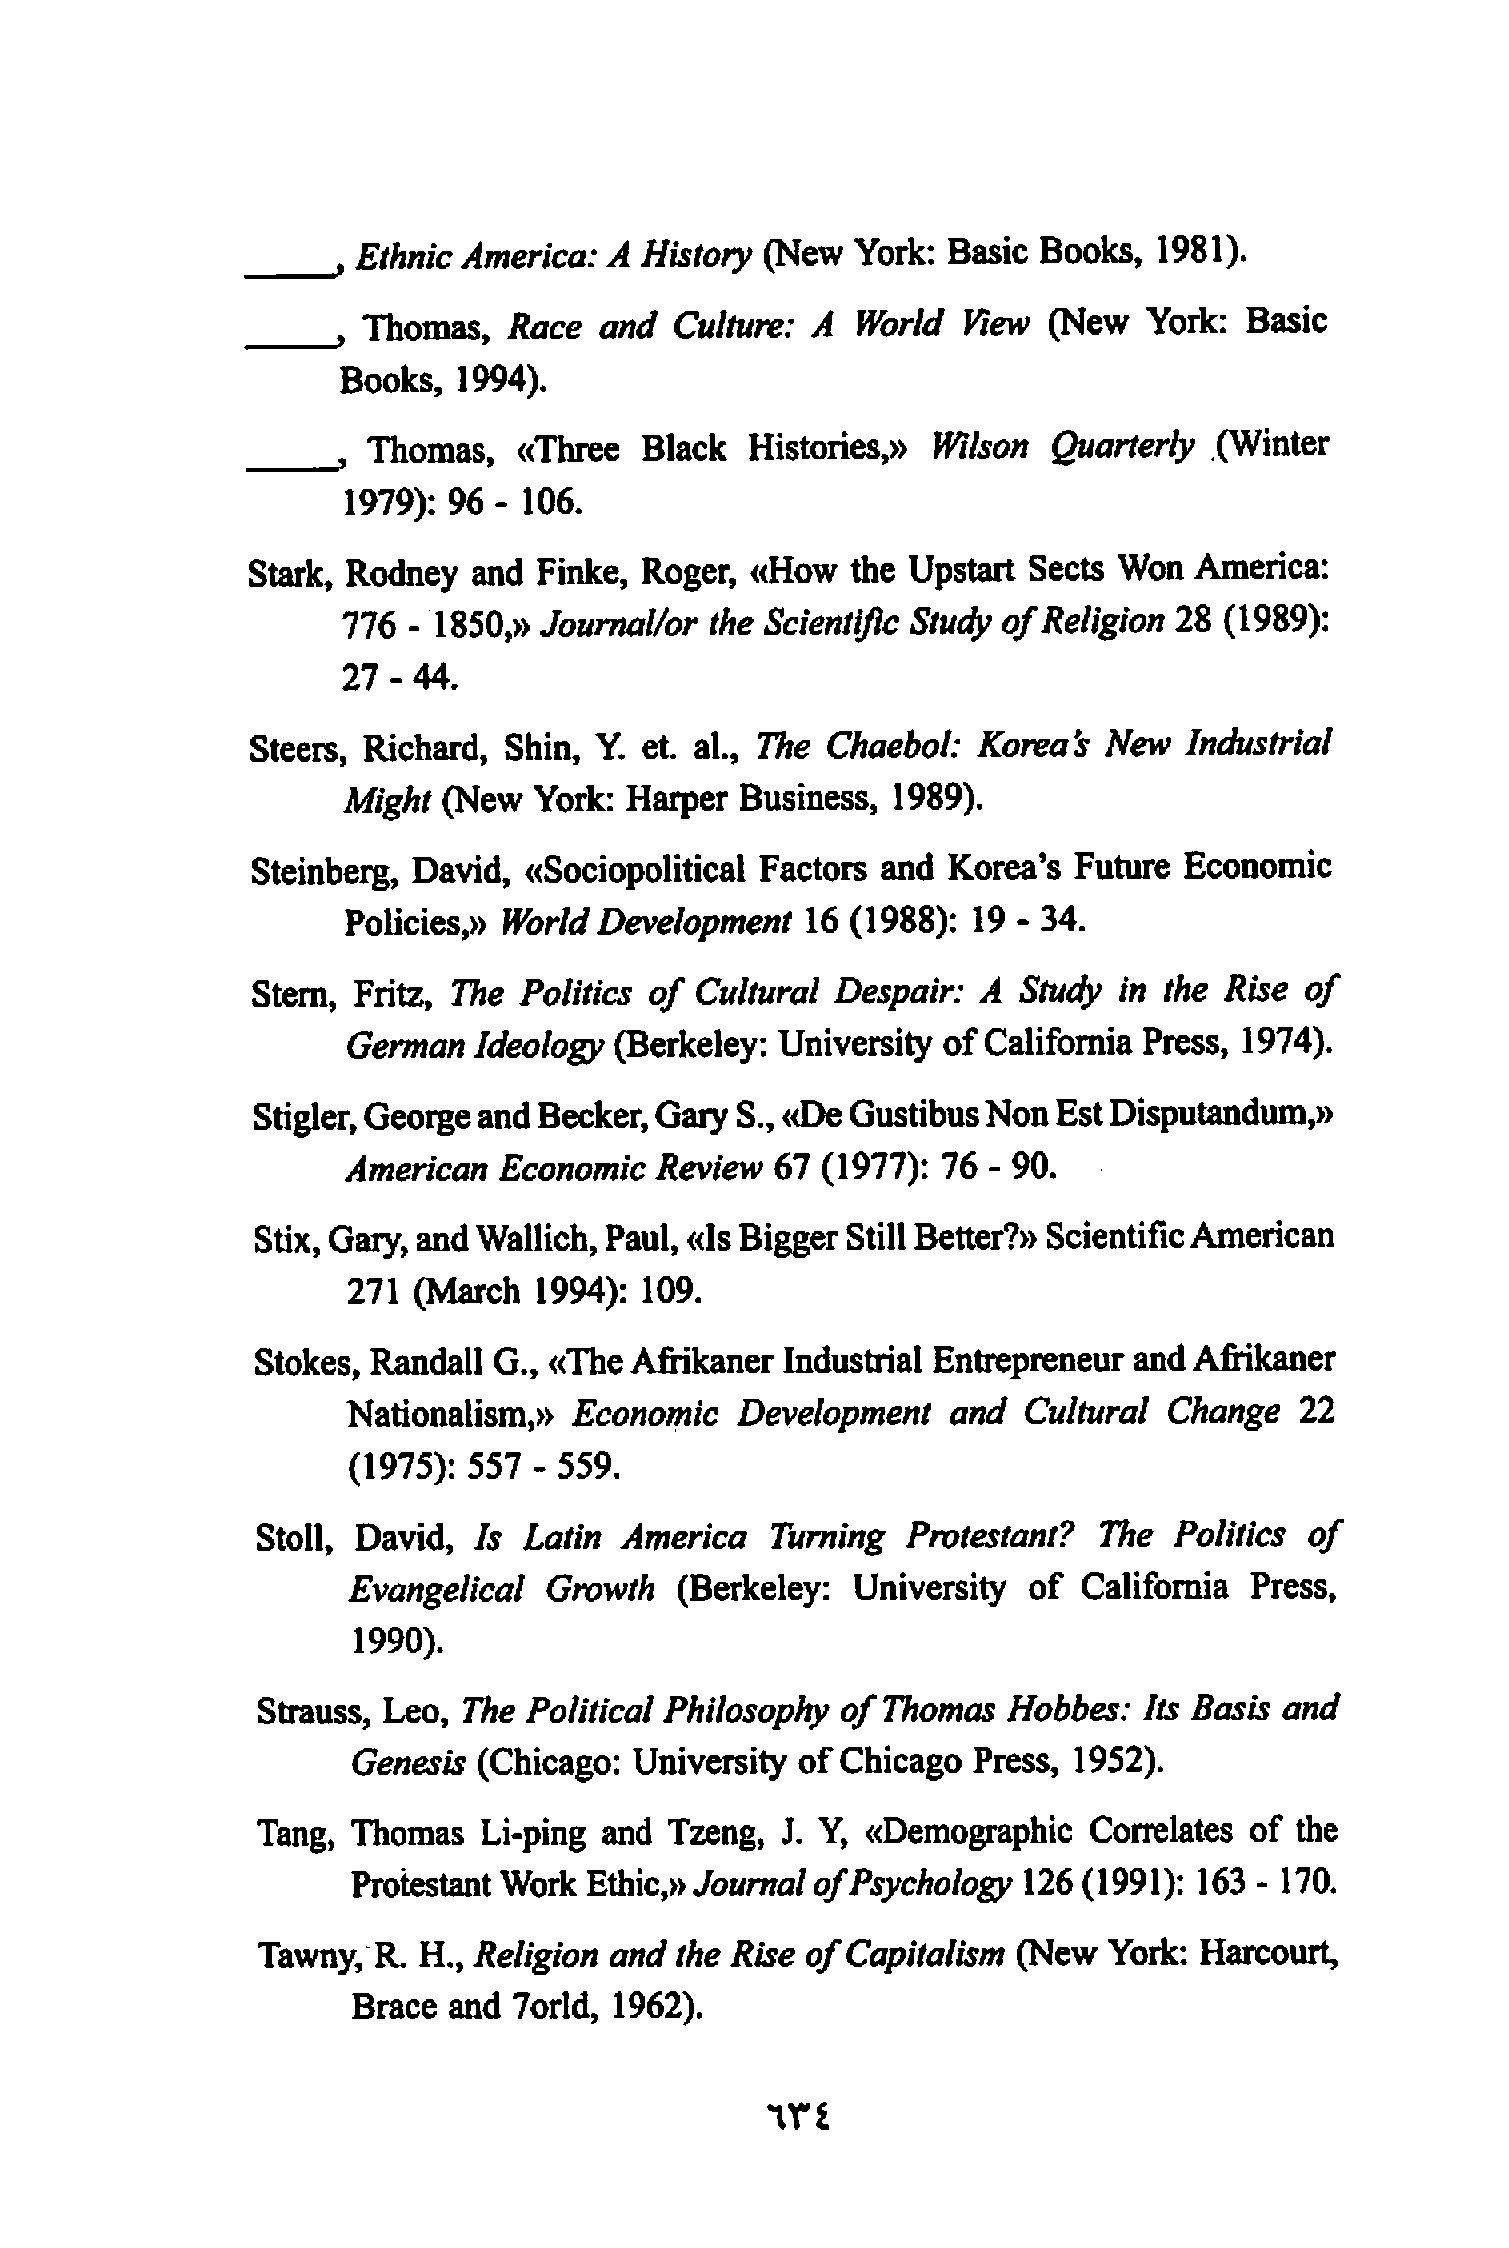 _____, Ethnic America: A History (New York: Basic Books, 1981).
_____, Thomas, Race and Culture: A World View (New York: Basic
Books, 1994).
_____, Thomas, «Three Black Histories,» Wilson Quarterly (Winter
1979): 96 - 106.
Stark, Rodney and Finke, Roger, «How the Upstart Sects Won America:
776 - 1850,» Journal/or the Scientific Study of Religion 28 (1989):
27 - 44.
Steers, Richard, Shin, Y. et. al., The Chaebol: Korea's New Industrial
Might (New York: Harper Business, 1989).
Steinberg, David, «Sociopolitical Factors and Korea's Future Economic
Policies,» World Development 16 (1988): 19 - 34.
Stern, Fritz, The Politics of Cultural Despair: A Study in the Rise of
German Ideology (Berkeley: University of California Press, 1974).
Stigler, George and Becker, Gary S., «De Gustibus Non Est Disputandum,»
American Economic Review 67 (1977): 76 - 90.
Stix, Gary, and Wallich, Paul, «Is Bigger Still Better?» Scientific American
271 (March 1994): 109.
Stokes, Randall G., «The Afrikaner Industrial Entrepreneur and Afrikaner
Nationalism,» Economic Development and Cultural Change 22
(1975): 557 - 559.
Stoll, David, Is Latin America Turning Protestant? The Politics of
Evangelical Growth (Berkeley: University of California Press,
1990).
Strauss, Leo, The Political Philosophy of Thomas Hobbes: Its Basis and
Genesis (Chicago: University of Chicago Press, 1952).
Tang, Thomas Li-ping and Tzeng, J. Y, «Demographic Correlates of the
Protestant Work Ethic,» Journal of Psychology 126 (1991): 163 - 170.
Tawny, R. H., Religion and the Rise of Capitalism (New York: Harcourt,
Brace and 7orld, 1962).
٦٣٤